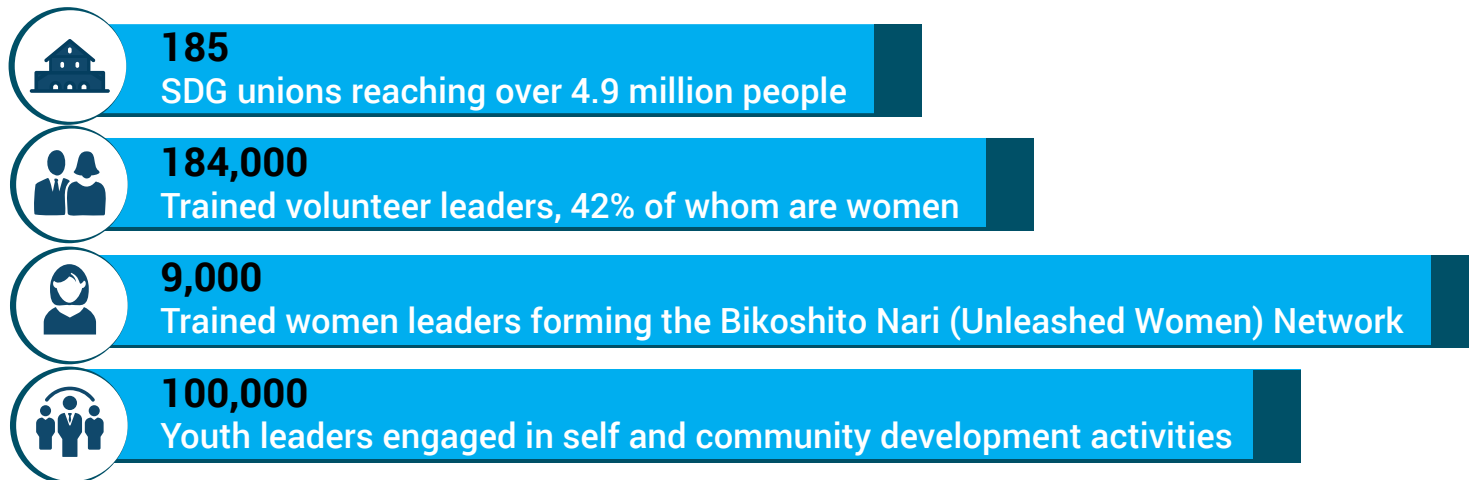 185
SDG unions reaching over 4.9 million people
184,000
Trained volunteer leaders, 42% of whom are women
9,000
Trained women leaders forming the Bikoshito Nari (Unleashed Women) Network
100,000
Youth leaders engaged in self and community development activities